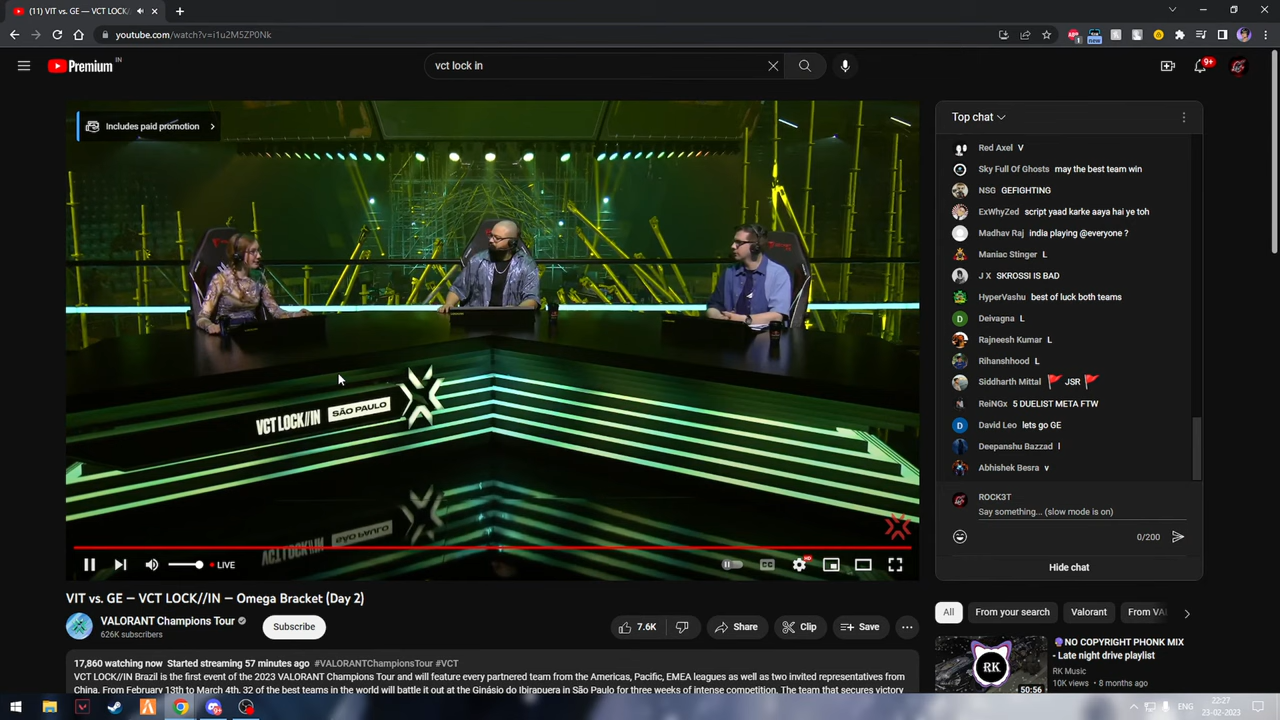 (11) VIT vs. GE — VCT LOCK/
youtube.com/watch?v=i1u2M5ZP0Nk
new
Premium IN
vct lock in
9+
Includes paid promotion
VCT LOCK//IN SÃO PAULO
LIVE
HD
Top chat
Red Axel V
Sky Full Of Ghosts may the best team win
NSG GEFIGHTING
ExWhyZed script yaad karke aaya hai ye toh
Madhav Raj india playing @everyone ?
Maniac Stinger L
J X SKROSSI IS BAD
HyperVashu best of luck both teams
D Deivagna L
Rajneesh Kumar L
Rihanshhood L
Siddharth Mittal 🚩 JSR 🚩
ReiNGx 5 DUELIST META FTW
D David Leo lets go GE
Deepanshu Bazzad l
Abhishek Besra v
ROCK3T
Say something... (slow mode is on)
0/200
Hide chat
VIT vs. GE – VCT LOCK//IN – Omega Bracket (Day 2)
VALORANT Champions Tour
626K subscribers
Subscribe
7.6K
Share
Clip
Save
17,860 watching now Started streaming 57 minutes ago #VALORANTChampionsTour #VCT
VCT LOCK//IN Brazil is the first event of the 2023 VALORANT Champions Tour and will feature every partnered team from the Americas, Pacific, EMEA leagues as well as two invited representatives from
China. From February 13th to March 4th, 32 of the best teams in the world will battle it out at the Ginásio do Ibirapuera in São Paulo for three weeks of intense competition. The team that secures victory
All
From your search
Valorant
From VA
RK
50:56
NO COPYRIGHT PHONK MIX
- Late night drive playlist
RK Music
10K views • 8 months ago
ENG
22:27
23-02-2023